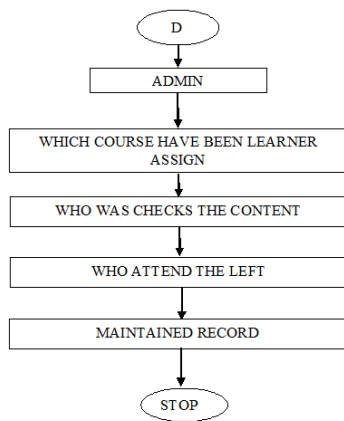 D
ADMIN
WHICH COURSE HAVE BEEN LEARNER
ASSIGN
WHO WAS CHECKS THE CONTENT
WHO ATTEND THE LEFT
MAINTAINED RECORD
STOP